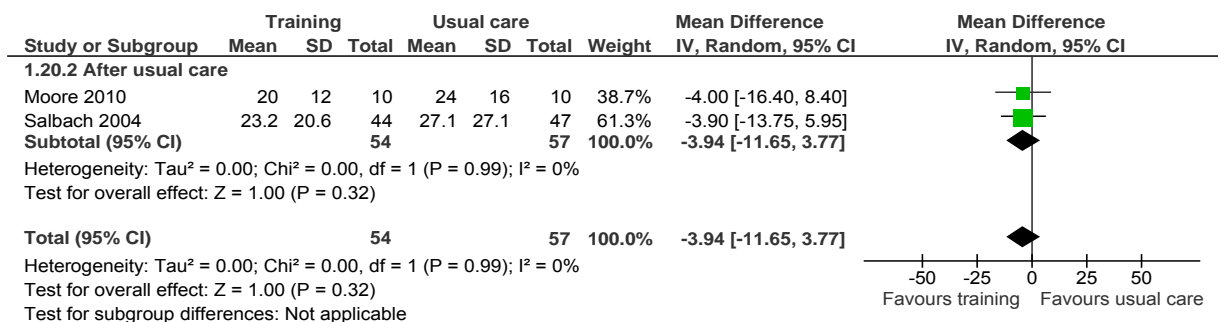 Training Usual care Mean Difference Mean Difference
Study or Subgroup Mean SD Total Mean SD Total Weight IV, Random, 95% CI IV, Random, 95% CI
1.20.2 After usual care
Moore 2010 20 12 10 24 16 10 38.7% -4.00 [-16.40, 8.40]
Salbach 2004 23.2 20.6 44 27.1 27.1 47 61.3% -3.90 [-13.75, 5.95]
Subtotal (95% CI) 54 57 100.0% -3.94 [-11.65, 3.77]
Heterogeneity: Tau² = 0.00; Chi² = 0.00, df = 1 (P = 0.99); I² = 0%
Test for overall effect: Z = 1.00 (P = 0.32)
Total (95% CI) 54 57 100.0% -3.94 [-11.65, 3.77]
Heterogeneity: Tau² = 0.00; Chi² = 0.00, df = 1 (P = 0.99); I² = 0%
Test for overall effect: Z = 1.00 (P = 0.32)
Test for subgroup differences: Not applicable
-50 -25 0 25 50
Favours training Favours usual care